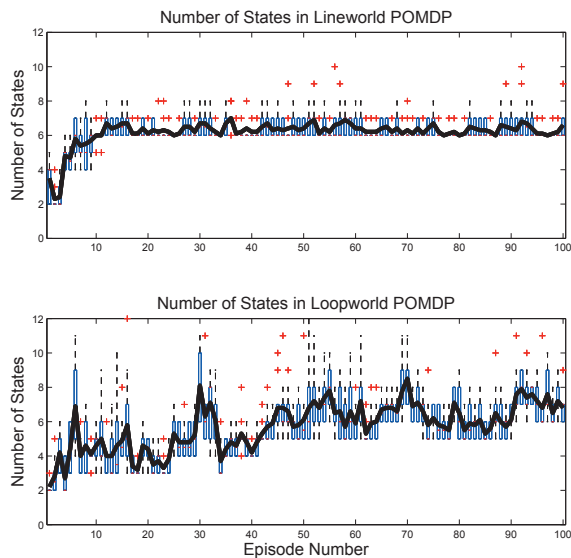 Number of States in Lineworld POMDP
Number of States
12
10
8
6
4
2
0
10 20 30 40 50 60 70 80 90 100
Number of States in Loopworld POMDP
Number of States
12
10
8
6
4
2
0
10 20 30 40 50 60 70 80 90 100
Episode Number